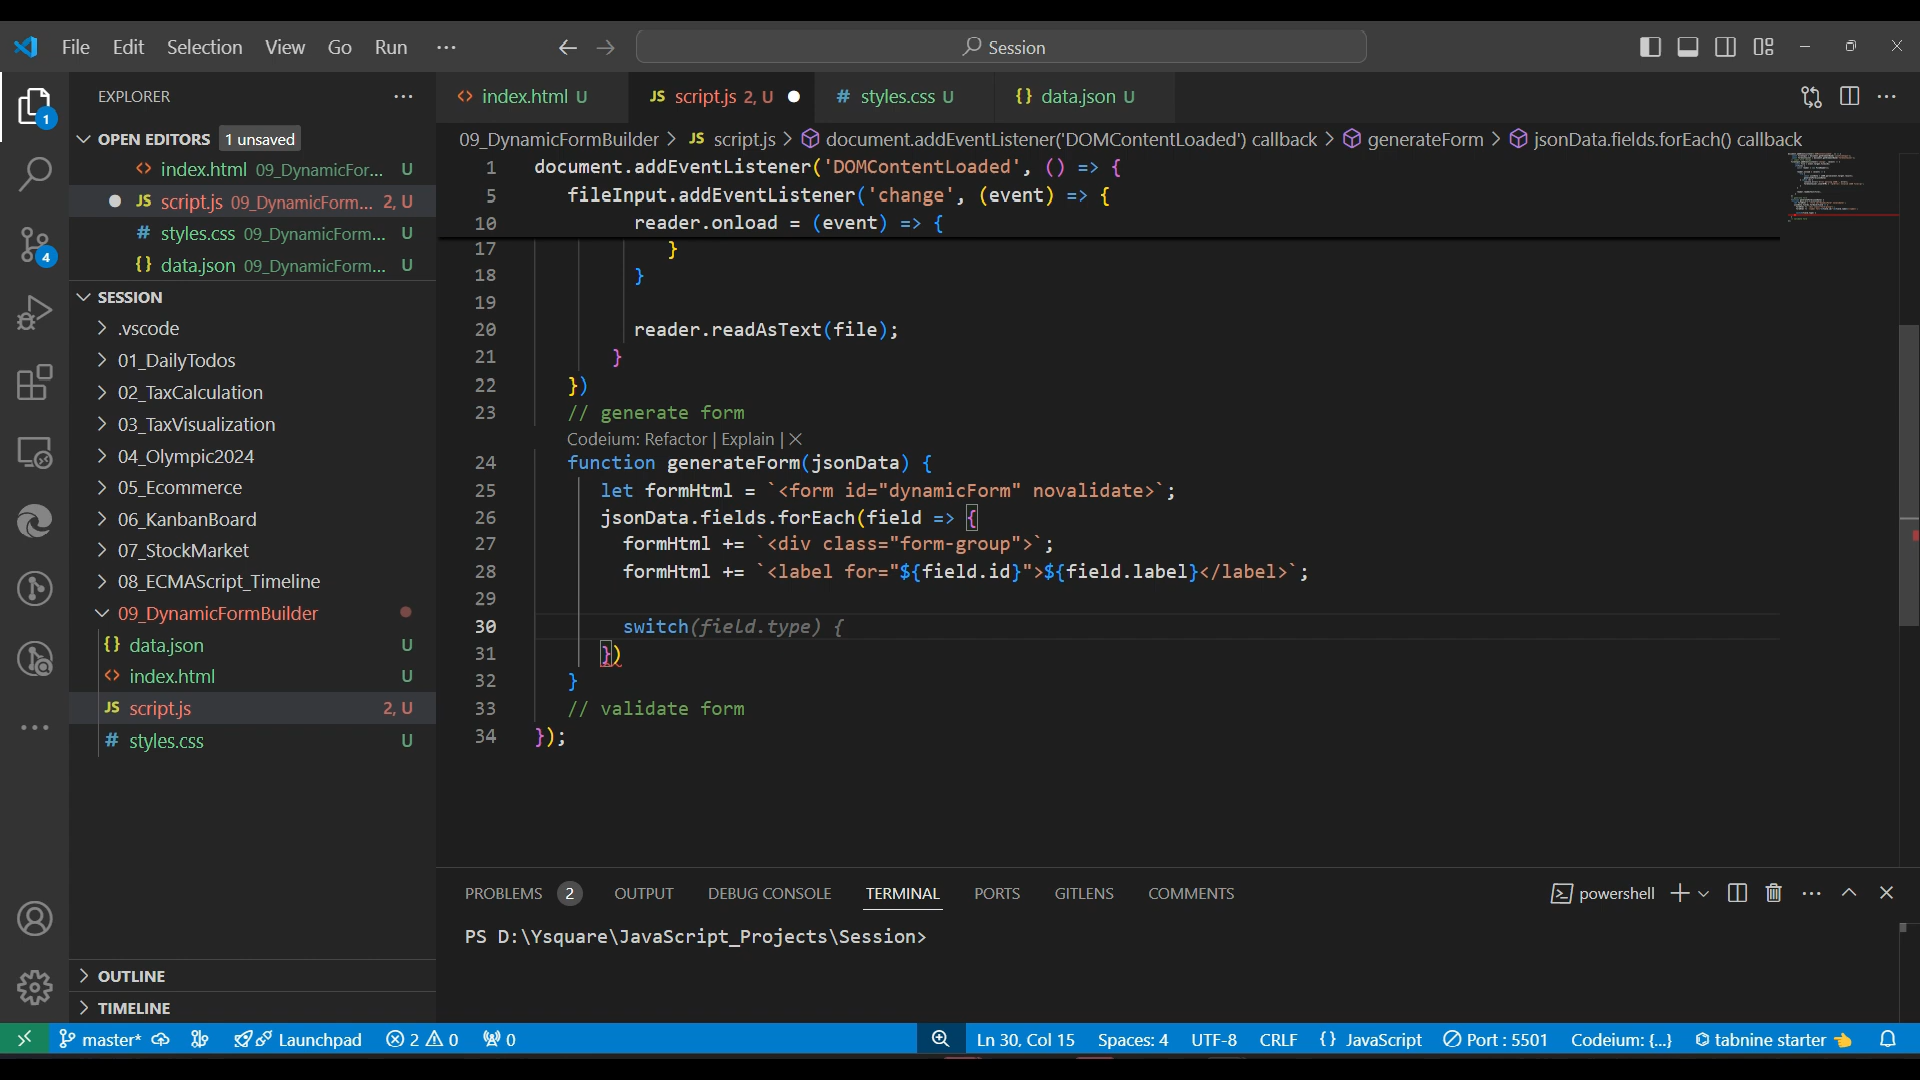 File Edit Selection View Go Run ···
Session
EXPLORER ···
OPEN EDITORS 1 unsaved
<> index.html 09_DynamicFor... U
JS script.js 09_DynamicForm... 2, U
# styles.css 09_DynamicForm... U
{} data.json 09_DynamicForm... U
SESSION
.vscode
01_DailyTodos
02_TaxCalculation
03_TaxVisualization
04_Olympic2024
05_Ecommerce
06_KanbanBoard
07_StockMarket
08_ECMAScript_Timeline
09_DynamicFormBuilder
{} data.json U
<> index.html U
JS script.js 2, U
# styles.css U
OUTLINE
TIMELINE
1
4
<> index.html U JS script.js 2, U # styles.css U {} data.json U
09_DynamicFormBuilder > JS script.js > document.addEventListener('DOMContentLoaded') callback > generateForm > jsonData.fields.forEach() callback
1 document.addEventListener('DOMContentLoaded', () => {
5 fileInput.addEventListener('change', (event) => {
10 reader.onload = (event) => {
17 }
18 }
19
20 reader.readAsText(file);
21 }
22 })
23 // generate form
Codeium: Refactor | Explain | ×
24 function generateForm(jsonData) {
25 let formHtml = `<form id="dynamicForm" novalidate>`;
26 jsonData.fields.forEach(field => {
27 formHtml += `<div class="form-group">`;
28 formHtml += `<label for="${field.id}">${field.label}</label>`;
29
30 switch(field.type) {
31 })
32 }
33 // validate form
34 });
PROBLEMS 2 OUTPUT DEBUG CONSOLE TERMINAL PORTS GITLENS COMMENTS powershell
PS D:\Ysquare\JavaScript_Projects\Session>
master* Launchpad 2 0 0 Ln 30, Col 15 Spaces: 4 UTF-8 CRLF {} JavaScript Port : 5501 Codeium: {...} tabnine starter 👈